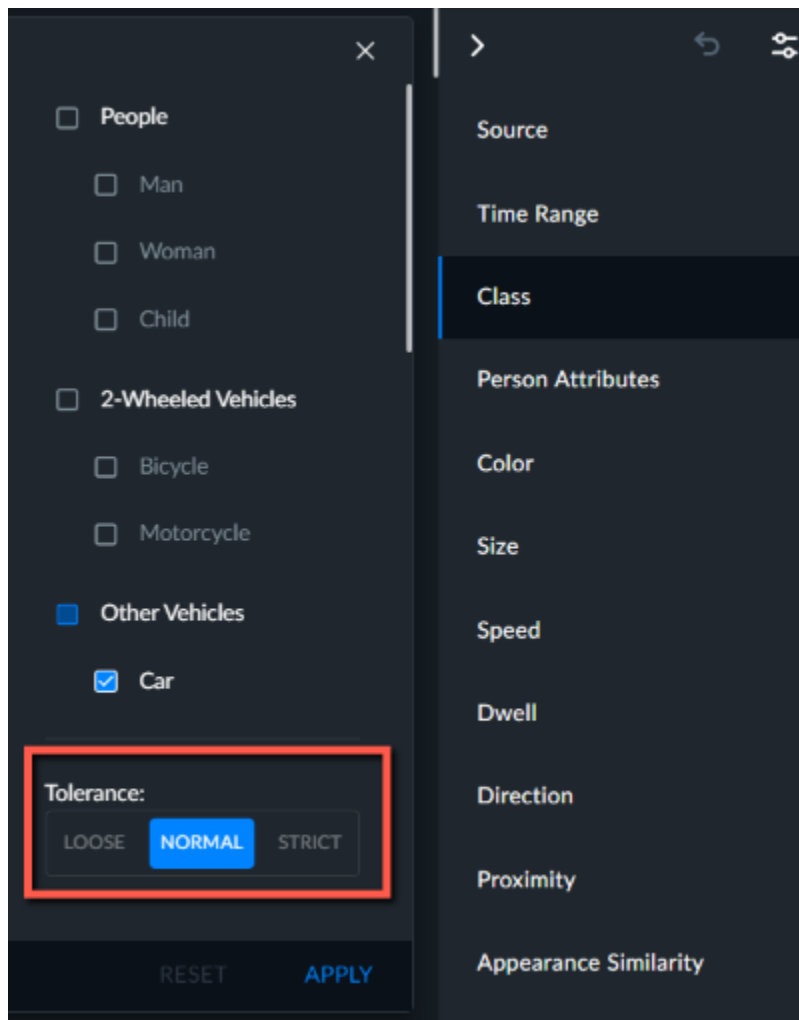 People
Man
Woman
Child
2-Wheeled Vehicles
Bicycle
Motorcycle
Other Vehicles
Car
Tolerance:
LOOSE NORMAL STRICT
RESET APPLY
Source
Time Range
Class
Person Attributes
Color
Size
Speed
Dwell
Direction
Proximity
Appearance Similarity